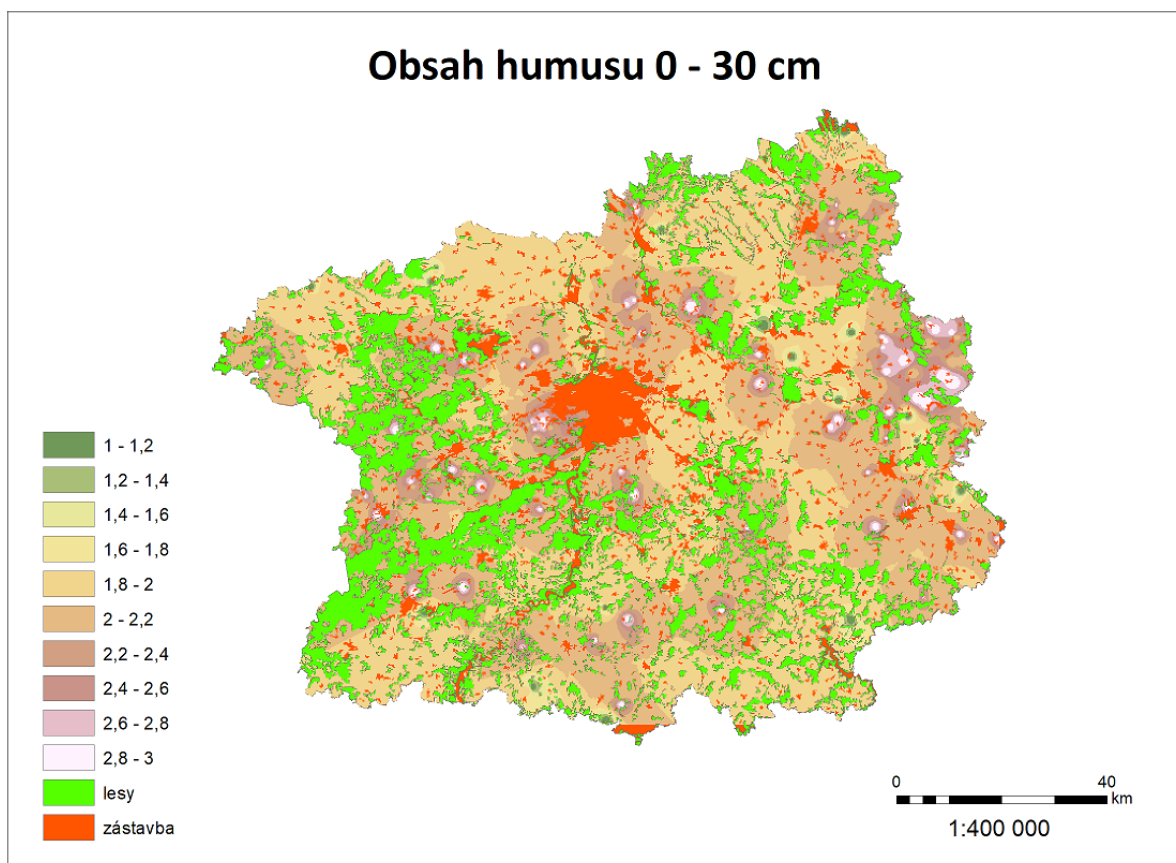 Obsah humusu 0 - 30 cm
1 - 1,2
1,2 - 1,4
1,4 - 1,6
1,6 - 1,8
1,8 - 2
2 - 2,2
2,2 - 2,4
2,4 - 2,6
2,6 - 2,8
2,8 - 3
lesy
zástavba
0 40
km
1:400 000